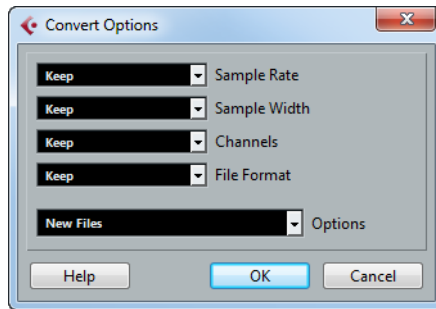 Convert Options
Keep Sample Rate
Keep Sample Width
Keep Channels
Keep File Format
New Files Options
Help OK Cancel